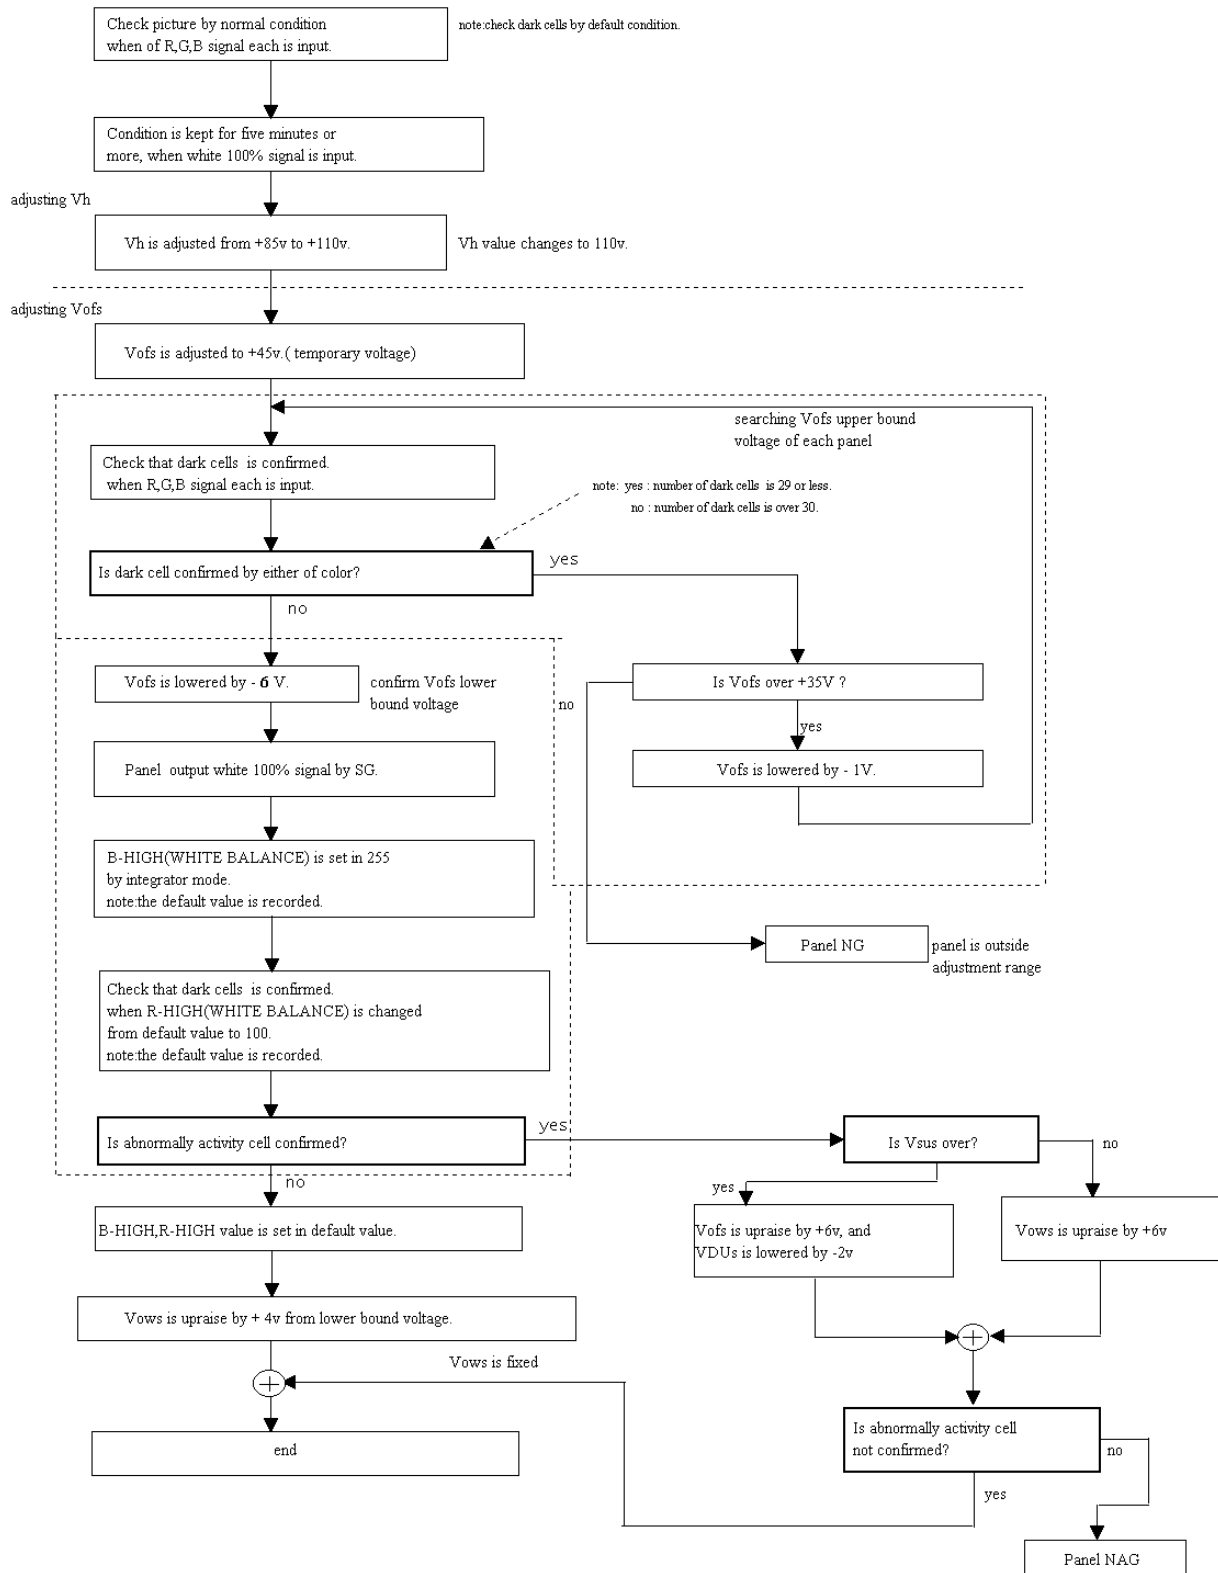 Check picture by normal condition
when of R,G,B signal each is input.
note:check dark cells by default condition.
Condition is kept for five minutes or
more, when white 100% signal is input.
adjusting Vh
Vh is adjusted from +85v to +110v.
Vh value changes to 110v.
adjusting Vofs
Vofs is adjusted to +45v.( temporary voltage)
searching Vofs upper bound
voltage of each panel
Check that dark cells is confirmed.
when R,G,B signal each is input.
note: yes : number of dark cells is 29 or less.
no : number of dark cells is over 30.
Is dark cell confirmed by either of color?
yes
no
Vofs is lowered by - 6 V.
confirm Vofs lower
bound voltage
Is Vofs over +35V ?
no
yes
Panel output white 100% signal by SG.
Vofs is lowered by - 1V.
B-HIGH(WHITE BALANCE) is set in 255
by integrator mode.
note:the default value is recorded.
Panel NG
panel is outside
adjustment range
Check that dark cells is confirmed.
when R-HIGH(WHITE BALANCE) is changed
from default value to 100.
note:the default value is recorded.
Is abnormally activity cell confirmed?
yes
no
Is Vsus over?
no
yes
B-HIGH,R-HIGH value is set in default value.
Vofs is upraise by +6v, and
VDUs is lowered by -2v
Vows is upraise by +6v
Vows is upraise by + 4v from lower bound voltage.
Vows is fixed
end
Is abnormally activity cell
not confirmed?
no
yes
Panel NAG